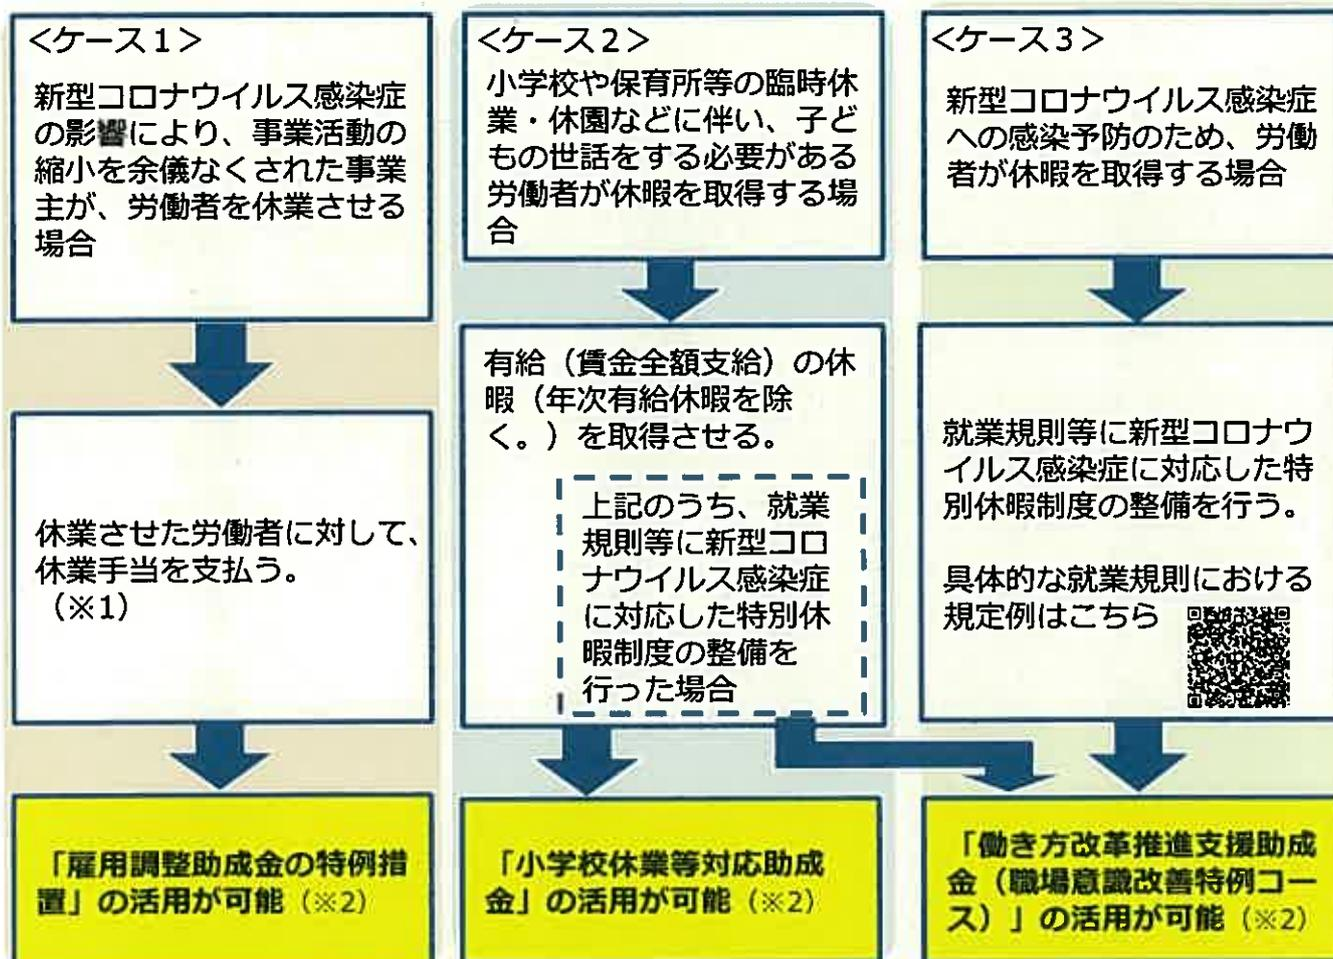 <ケース1>
新型コロナウイルス感染症
の影響により、事業活動の
縮小を余儀なくされた事業
主が、労働者を休業させる
場合
休業させた労働者に対して、
休業手当を支払う。
（※1）
「雇用調整助成金の特例措
置」の活用が可能（※2）
<ケース2>
小学校や保育所等の臨時休
業・休園などに伴い、子ど
もの世話をする必要がある
労働者が休暇を取得する場
合
有給（賃金全額支給）の休
暇（年次有給休暇を除
く。）を取得させる。
上記のうち、就業
規則等に新型コロ
ナウイルス感染症
に対応した特別休
暇制度の整備を
行った場合
「小学校休業等対応助成
金」の活用が可能（※2）
<ケース3>
新型コロナウイルス感染症
への感染予防のため、労働
者が休暇を取得する場合
就業規則等に新型コロナウ
イルス感染症に対応した特
別休暇制度の整備を行う。
具体的な就業規則における
規定例はこちら
「働き方改革推進支援助成
金（職場意識改善特例コー
ス）」の活用が可能（※2）